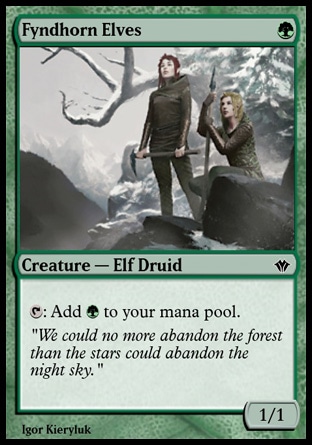 Fyndhorn Elves
Creature — Elf Druid
: Add to your mana pool.
"We could no more abandon the forest
than the stars could abandon the
night sky."
1/1
Igor Kieryluk